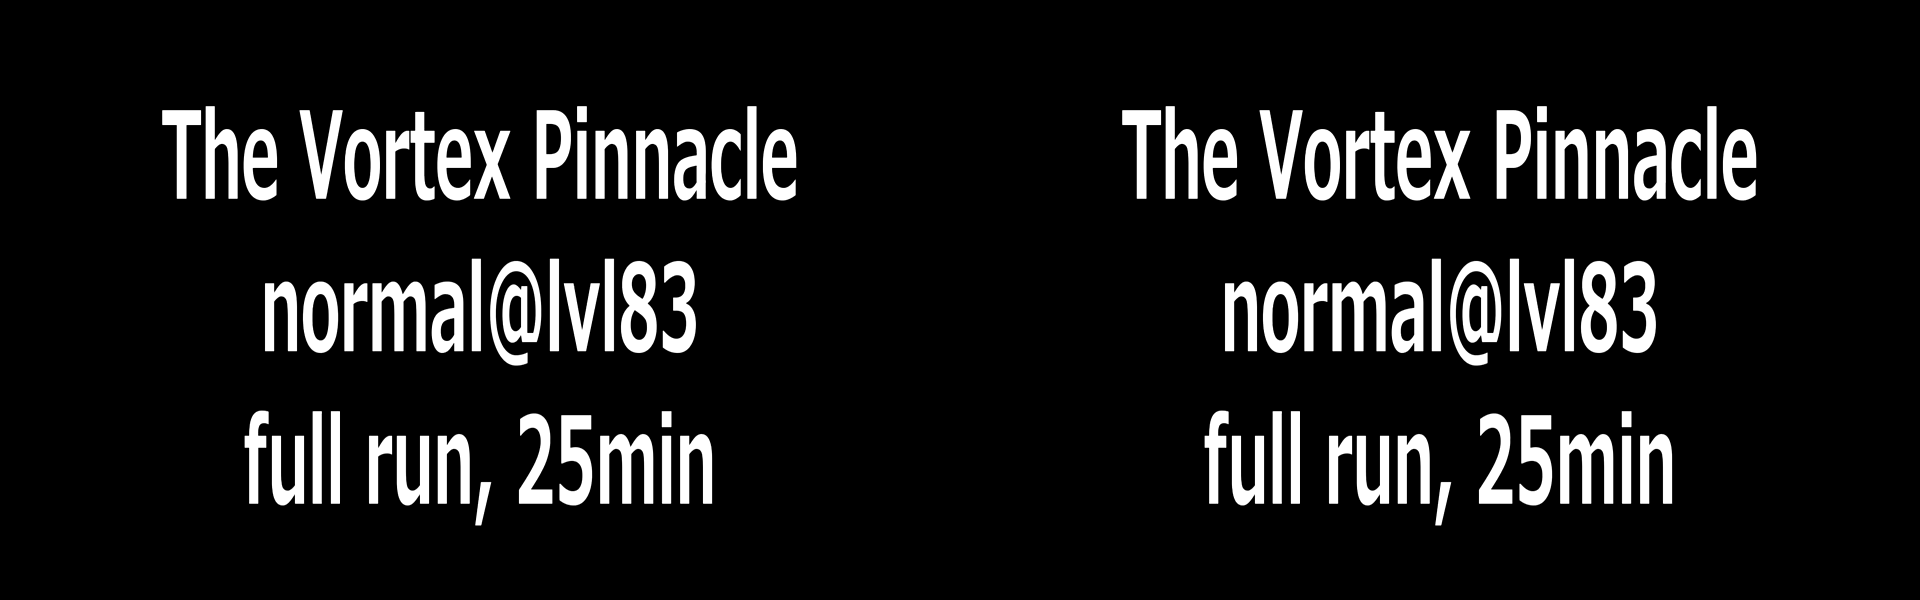 The Vortex Pinnacle The Vortex Pinnacle
normal@lvl83 normal@lvl83
full run, 25min full run, 25min